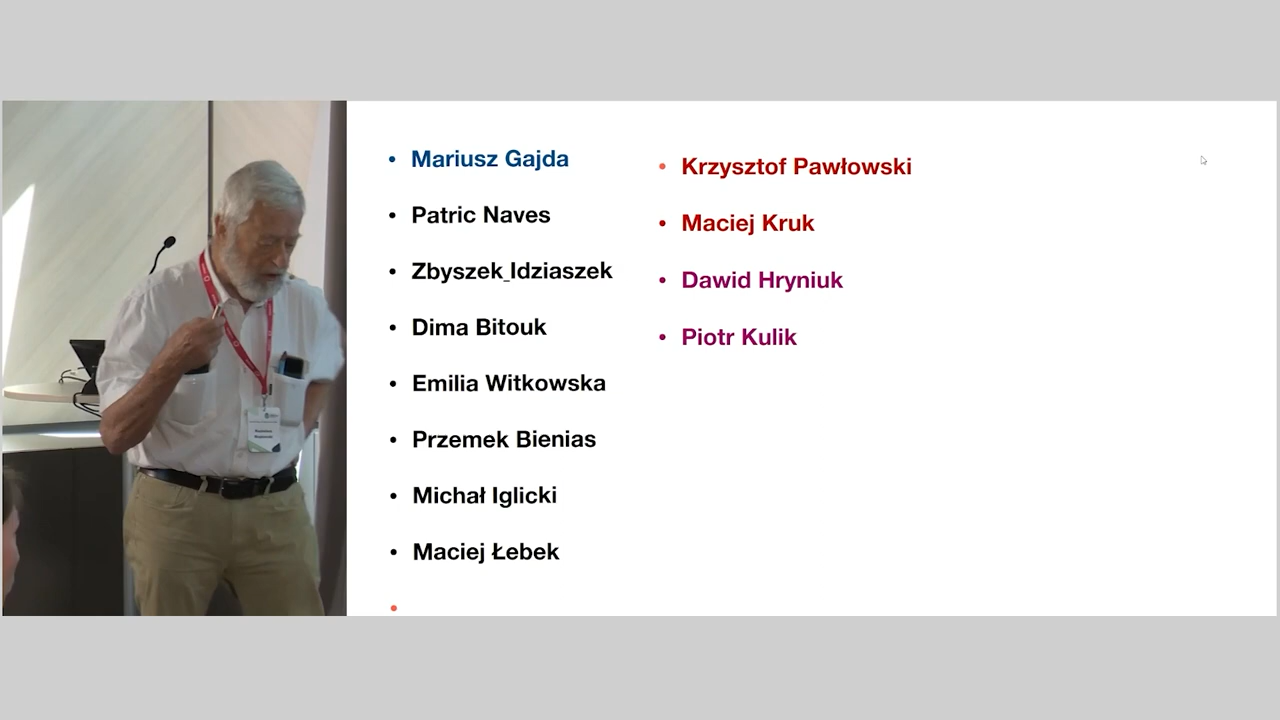 Mariusz Gajda
Patric Naves
Zbyszek_Idziaszek
Dima Bitouk
Emilia Witkowska
Przemek Bienias
Michał Iglicki
Maciej Łebek
Krzysztof Pawłowski
Maciej Kruk
Dawid Hryniuk
Piotr Kulik